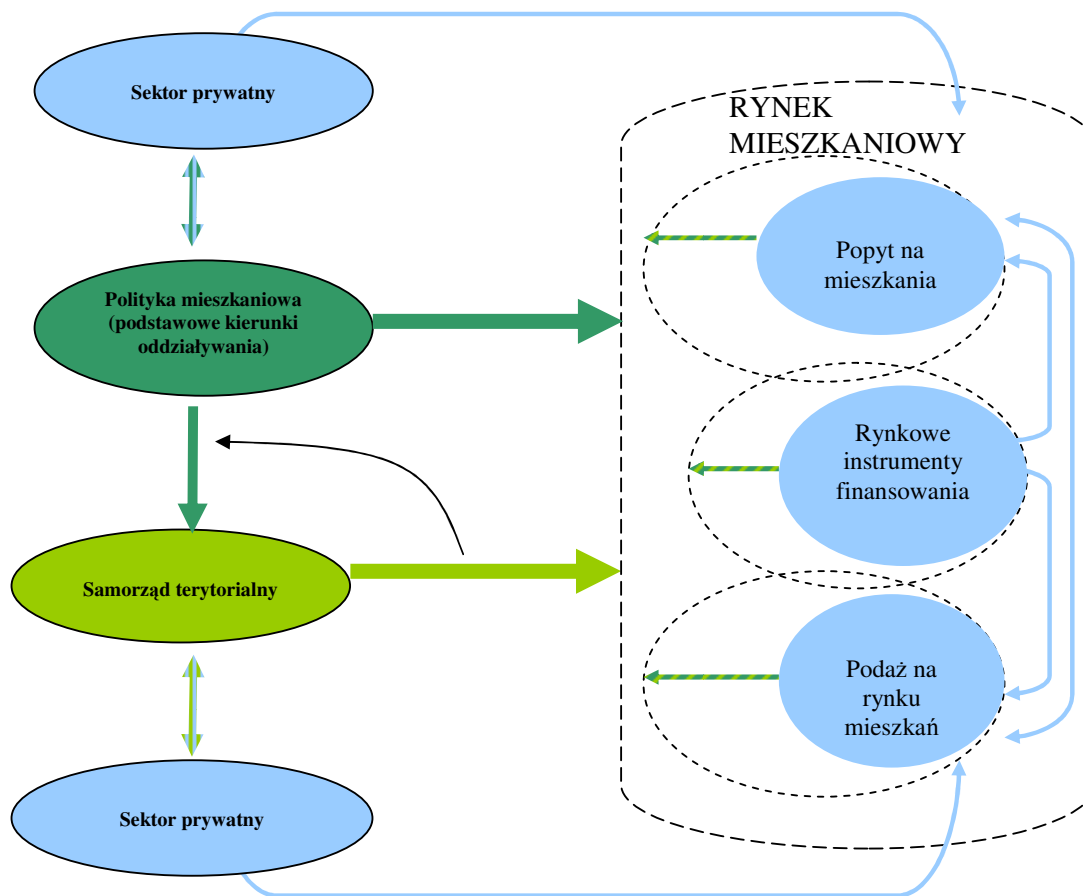 Sektor prywatny
Polityka mieszkaniowa
(podstawowe kierunki
oddziaływania)
Samorząd terytorialny
Sektor prywatny
RYNEK
MIESZKANIOWY
Popyt na
mieszkania
Rynkowe
instrumenty
finansowania
Podaż na
rynku
mieszkań